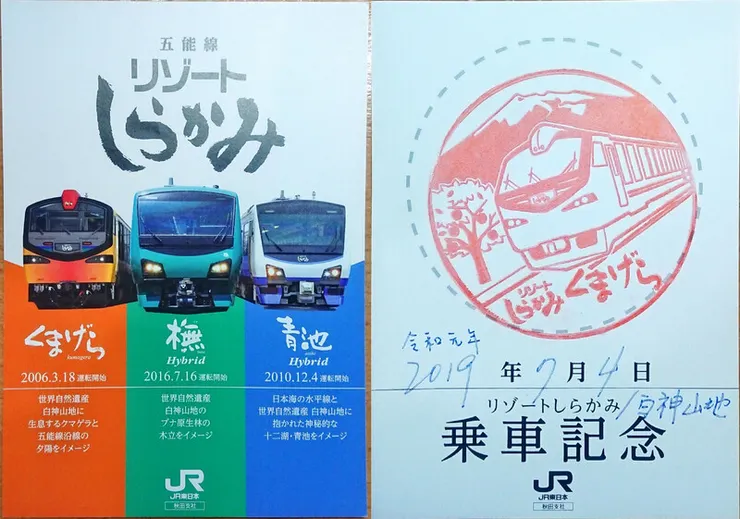 五能線
リゾート
しらかみ
くまげら
kumagera
2006.3.18 運転開始
世界自然遺産
白神山地に
生息するクマゲラと
五能線沿線の
夕陽をイメージ
橅
buna
Hybrid
2016.7.16 運転開始
世界自然遺産
白神山地の
ブナ原生林の
木立をイメージ
青池
aoike
Hybrid
2010.12.4 運転開始
日本海の水平線と
世界自然遺産 白神山地に
抱かれた神秘的な
十二湖・青池をイメージ
JR
JR東日本
秋田支社
リゾート
しらかみ くまげら
令和元年
2019 年 7 月 4 日
リゾートしらかみ/白神山地
乗車記念
JR
JR東日本
秋田支社